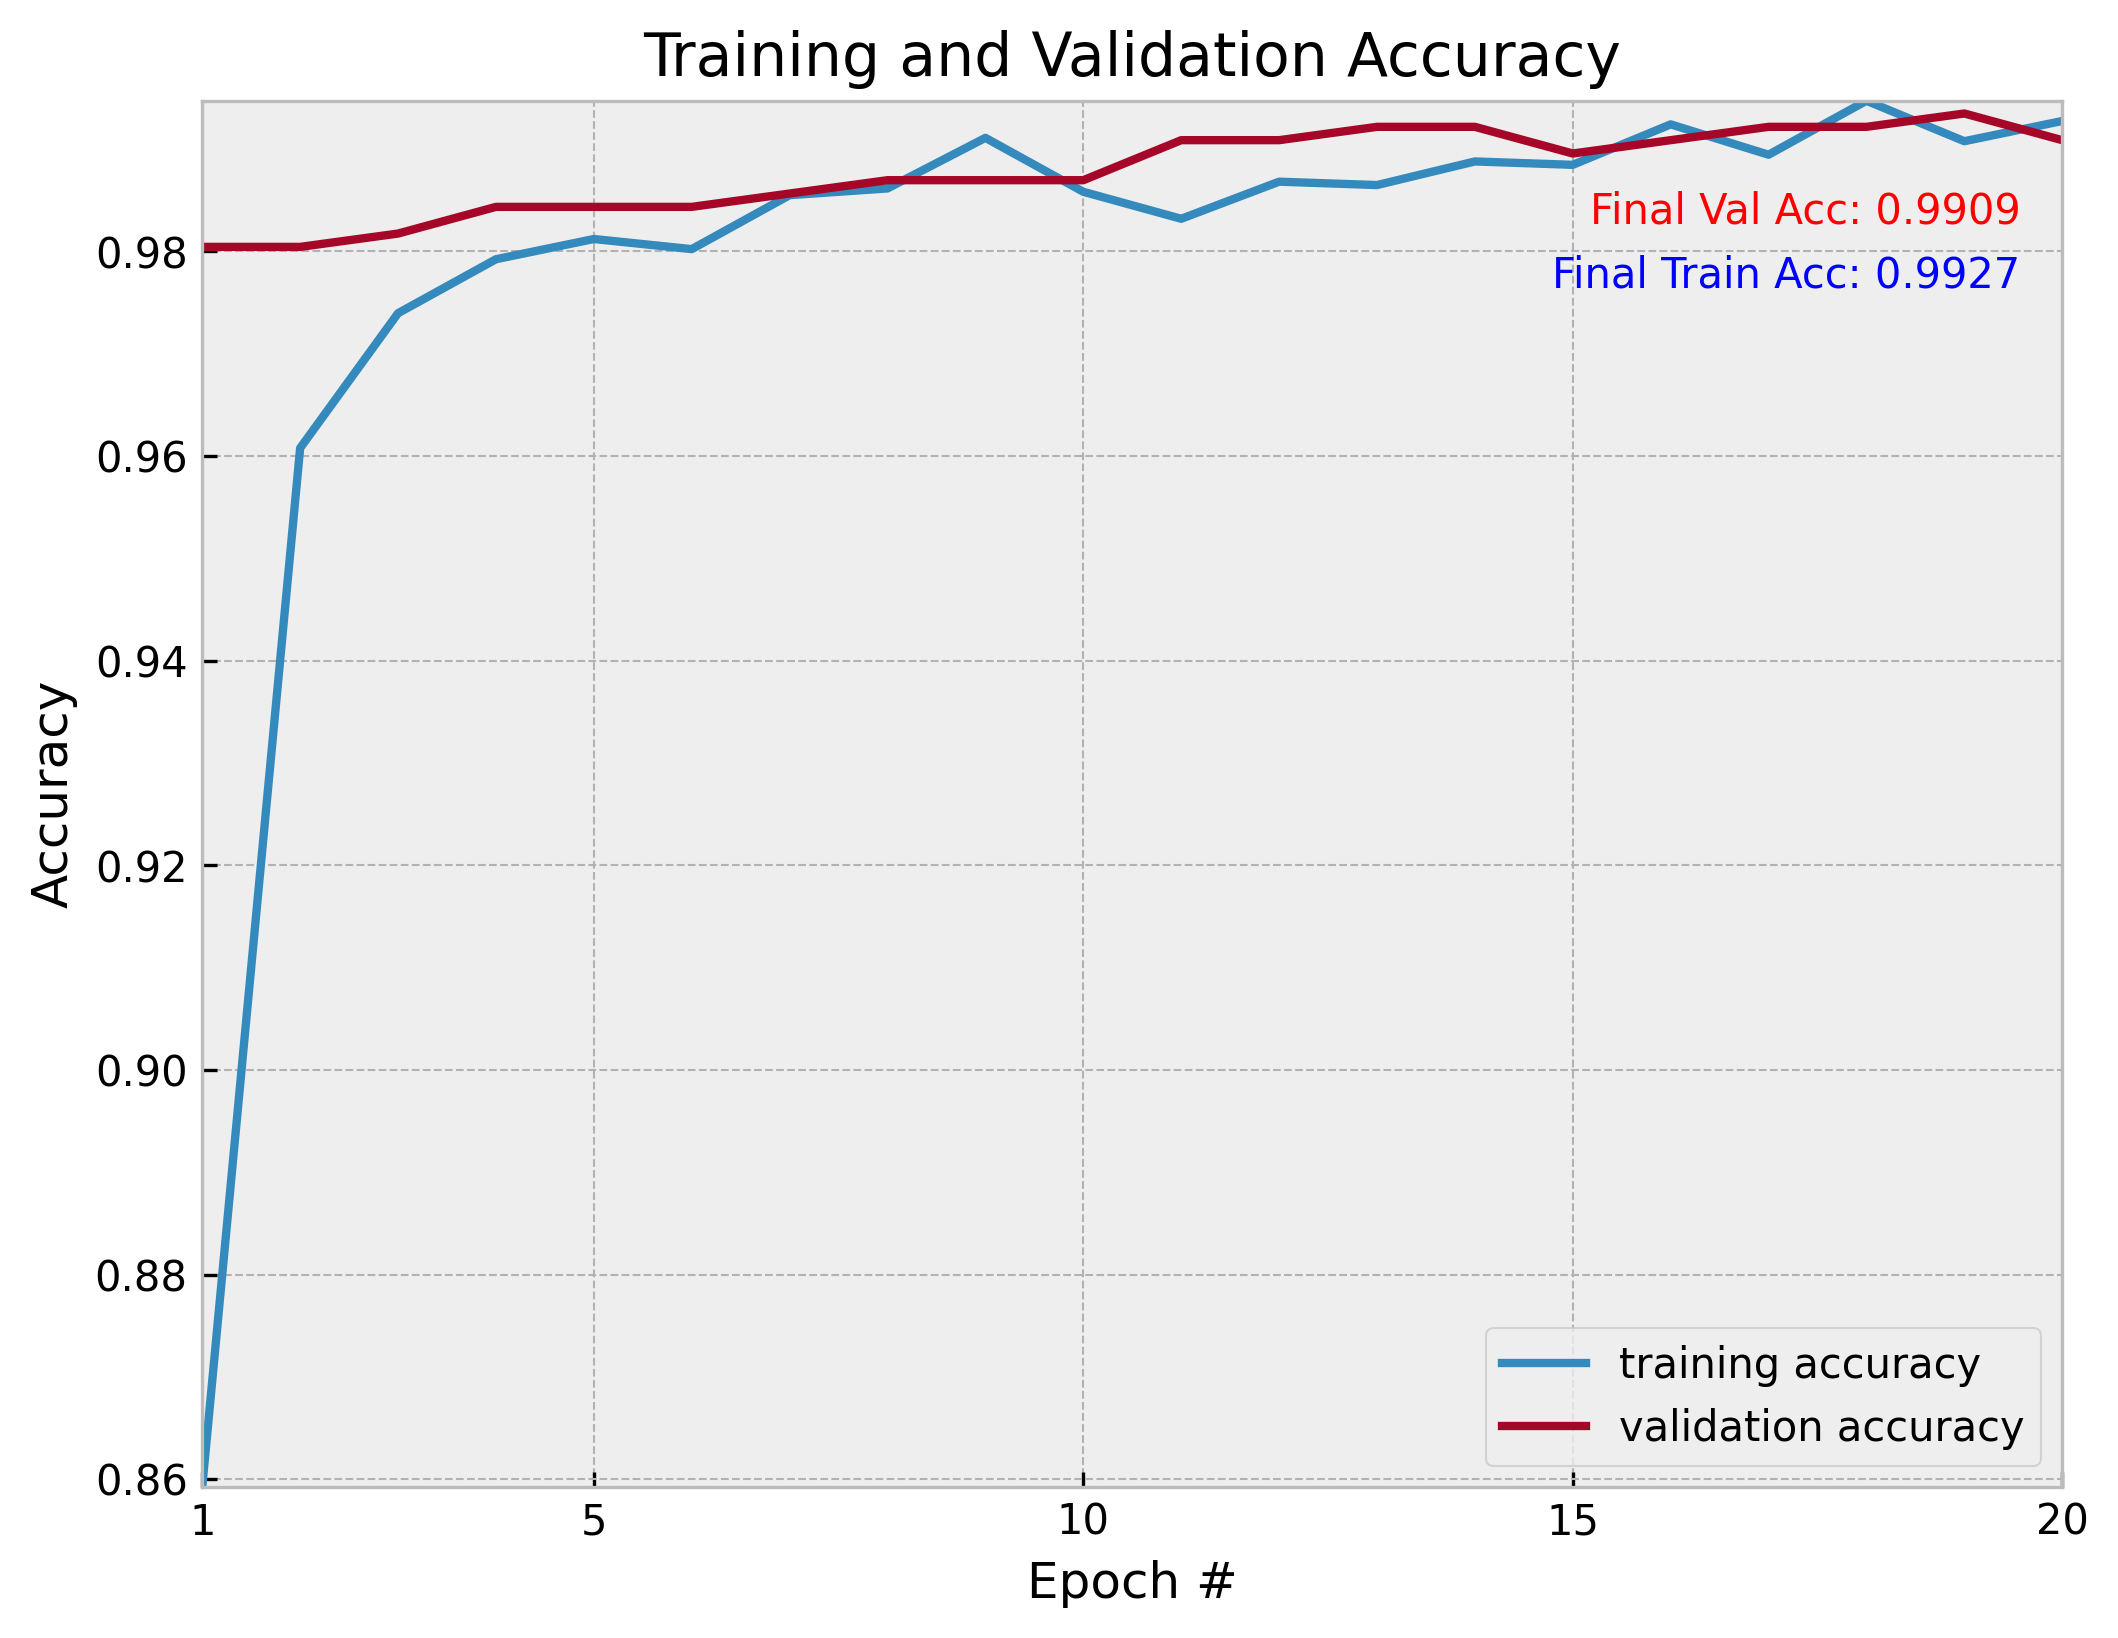 Training and Validation Accuracy
Final Val Acc: 0.9909
0.98
Final Train Acc: 0.9927
0.96
0.94
0.92
0.90
0.88
0.86
Accuracy
training accuracy
validation accuracy
1 5 10 15 20
Epoch #